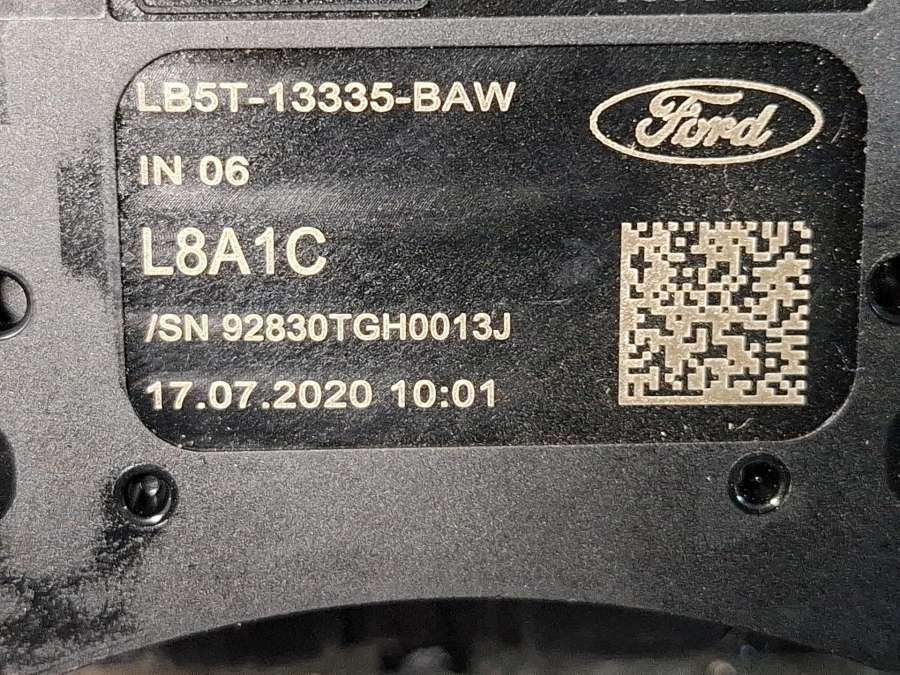 LB5T-13335-BAW
Ford
IN 06
L8A1C
/SN 92830TGH0013J
17.07.2020 10:01